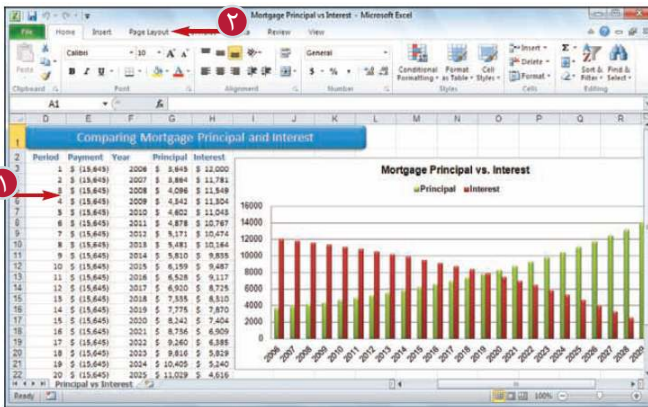 Mortgage Principal vs Interest - Microsoft Excel
File Home Insert Page Layout Review View
Calibri 10 A A General Conditional Formatting Format as Table Cell Styles Insert Delete Format Sort & Filter Find & Select
Clipboard Font Alignment Number Styles Cells Editing
A1 fx
D E F G H I J K L M N O P Q R
Comparing Mortgage Principal and Interest
Period Payment Year Principal Interest
1 $ (15,645) 2006 $ 3,645 $ 12,000
2 $ (15,645) 2007 $ 3,864 $ 11,781
3 $ (15,645) 2008 $ 4,096 $ 11,549
4 $ (15,645) 2009 $ 4,342 $ 11,304
5 $ (15,645) 2010 $ 4,602 $ 11,043
6 $ (15,645) 2011 $ 4,878 $ 10,767
7 $ (15,645) 2012 $ 5,171 $ 10,474
8 $ (15,645) 2013 $ 5,481 $ 10,164
9 $ (15,645) 2014 $ 5,810 $ 9,835
10 $ (15,645) 2015 $ 6,159 $ 9,487
11 $ (15,645) 2016 $ 6,528 $ 9,117
12 $ (15,645) 2017 $ 6,920 $ 8,725
13 $ (15,645) 2018 $ 7,335 $ 8,310
14 $ (15,645) 2019 $ 7,775 $ 7,870
15 $ (15,645) 2020 $ 8,242 $ 7,404
16 $ (15,645) 2021 $ 8,736 $ 6,909
17 $ (15,645) 2022 $ 9,260 $ 6,385
18 $ (15,645) 2023 $ 9,816 $ 5,829
19 $ (15,645) 2024 $ 10,405 $ 5,240
20 $ (15,645) 2025 $ 11,029 $ 4,616
Mortgage Principal vs. Interest
Principal Interest
16000
14000
12000
10000
8000
6000
4000
2000
0
2006 2007 2008 2009 2010 2011 2012 2013 2014 2015 2016 2017 2018 2019 2020 2021 2022 2023 2024 2025 2026 2027 2028 2029
Principal vs Interest
Ready 100%
١
٢